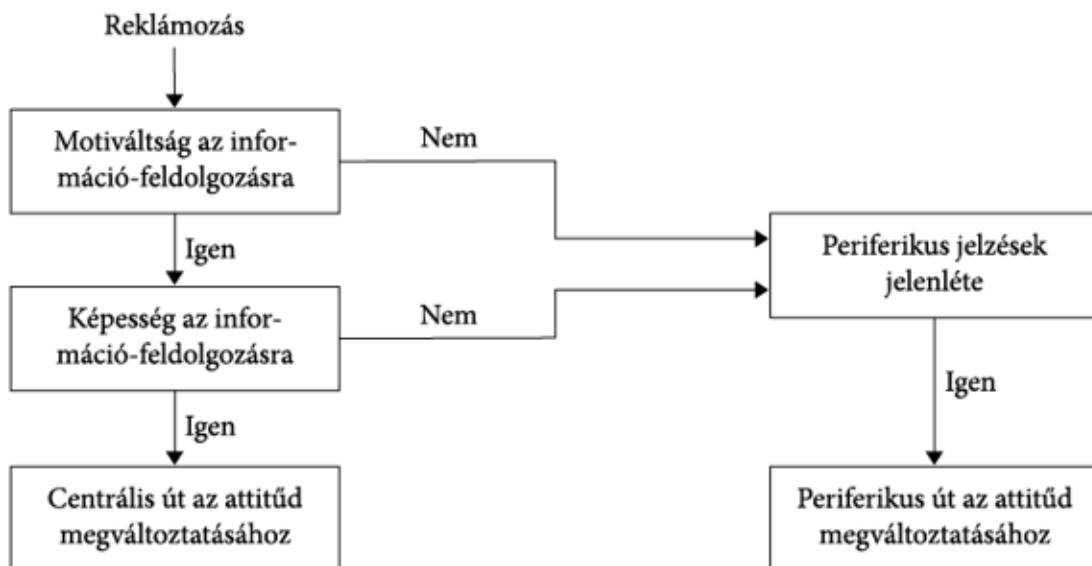 Reklámozás
Motiváltság az infor-
máció-feldolgozásra
Nem
Igen
Periferikus jelzések
jelenléte
Képesség az infor-
máció-feldolgozásra
Nem
Igen
Igen
Centrális út az attitűd
megváltoztatásához
Periferikus út az attitűd
megváltoztatásához